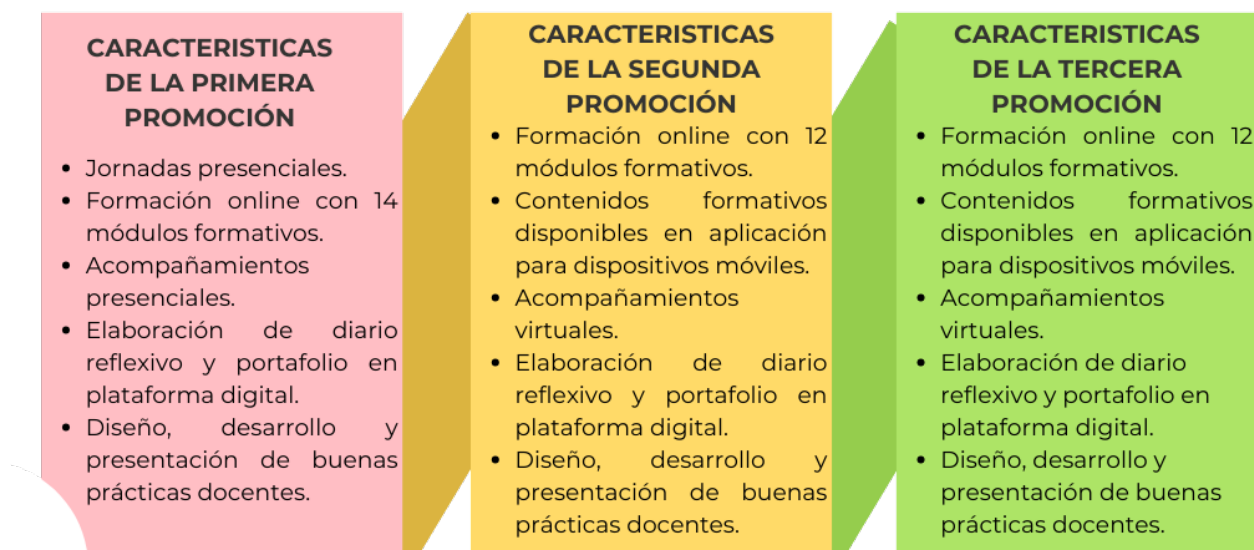 CARACTERISTICAS
DE LA PRIMERA
PROMOCIÓN
• Jornadas presenciales.
• Formación online con 14
módulos formativos.
• Acompañamientos
presenciales.
• Elaboración de diario
reflexivo y portafolio en
plataforma digital.
• Diseño, desarrollo y
presentación de buenas
prácticas docentes.
CARACTERISTICAS
DE LA SEGUNDA
PROMOCIÓN
• Formación online con 12
módulos formativos.
• Contenidos formativos
disponibles en aplicación
para dispositivos móviles.
• Acompañamientos
virtuales.
• Elaboración de diario
reflexivo y portafolio en
plataforma digital.
• Diseño, desarrollo y
presentación de buenas
prácticas docentes.
CARACTERISTICAS
DE LA TERCERA
PROMOCIÓN
• Formación online con 12
módulos formativos.
• Contenidos formativos
disponibles en aplicación
para dispositivos móviles.
• Acompañamientos
virtuales.
• Elaboración de diario
reflexivo y portafolio en
plataforma digital.
• Diseño, desarrollo y
presentación de buenas
prácticas docentes.